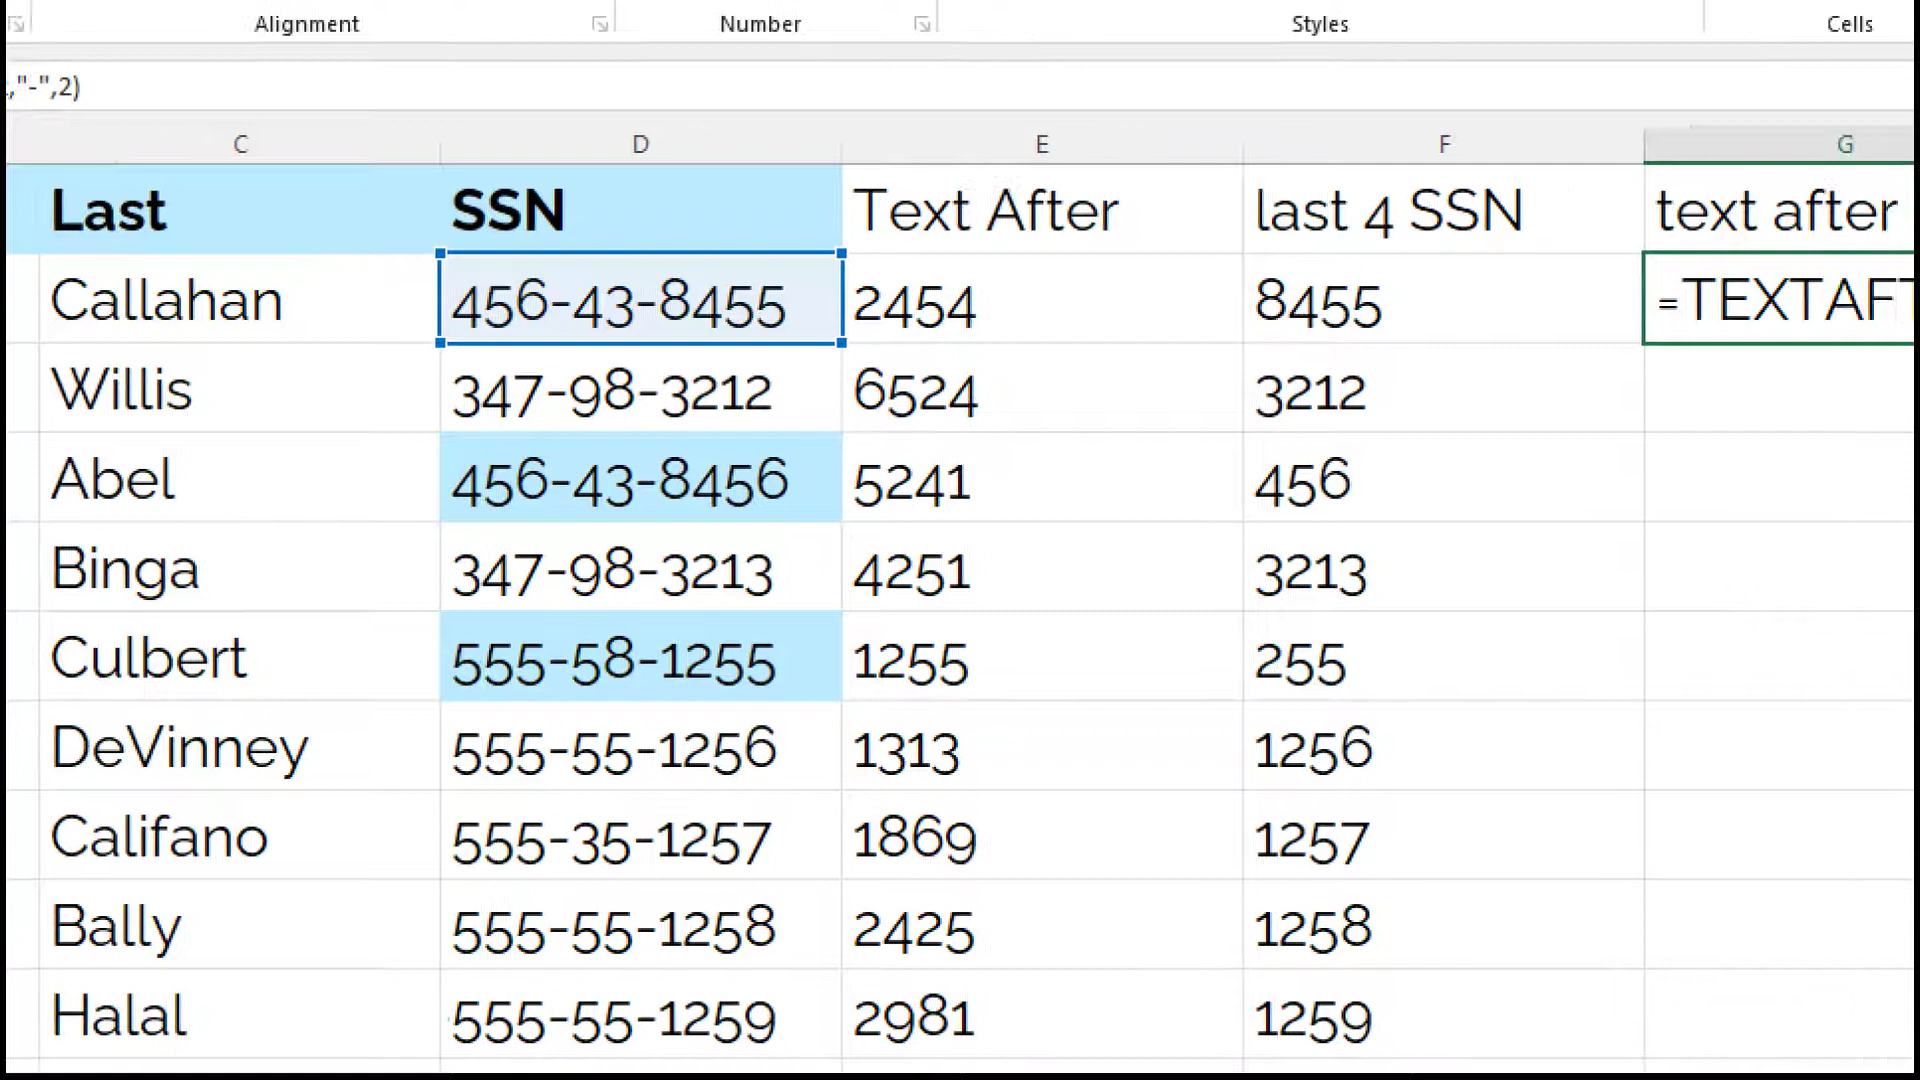 Alignment Number Styles Cells
,"-",2)
C D E F G
Last SSN Text After last 4 SSN text after
Callahan 456-43-8455 2454 8455 =TEXTAFT
Willis 347-98-3212 6524 3212
Abel 456-43-8456 5241 456
Binga 347-98-3213 4251 3213
Culbert 555-58-1255 1255 255
DeVinney 555-55-1256 1313 1256
Califano 555-35-1257 1869 1257
Bally 555-55-1258 2425 1258
Halal 555-55-1259 2981 1259